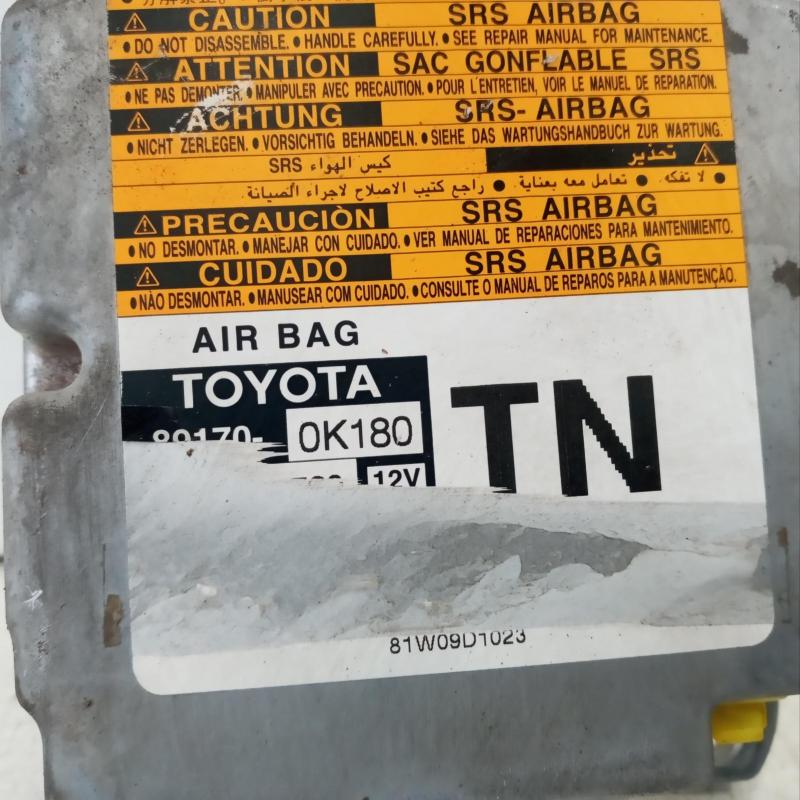 CAUTION SRS AIRBAG
• DO NOT DISASSEMBLE. • HANDLE CAREFULLY. • SEE REPAIR MANUAL FOR MAINTENANCE.
ATTENTION SAC GONFLABLE SRS
• NE PAS DEMONTER. • MANIPULER AVEC PRECAUTION. • POUR L'ENTRETIEN, VOIR LE MANUEL DE REPARATION.
ACHTUNG SRS-AIRBAG
• NICHT ZERLEGEN. • VORSICHTIG BEHANDELN. • SIEHE DAS WARTUNGSHANDBUCH ZUR WARTUNG.
تحذير كيس الهواء SRS
• لا تفكه. • تعامل معه بعناية. • راجع كتيب الاصلاح لاجراء الصيانة
PRECAUCIÒN SRS AIRBAG
• NO DESMONTAR. • MANEJAR CON CUIDADO. • VER MANUAL DE REPARACIONES PARA MANTENIMIENTO.
CUIDADO SRS AIRBAG
• NÃO DESMONTAR. • MANUSEAR COM CUIDADO. • CONSULTE O MANUAL DE REPAROS PARA A MANUTENÇÃO.
AIR BAG
TOYOTA
89170-0K180
TN
12V
81W09D1023